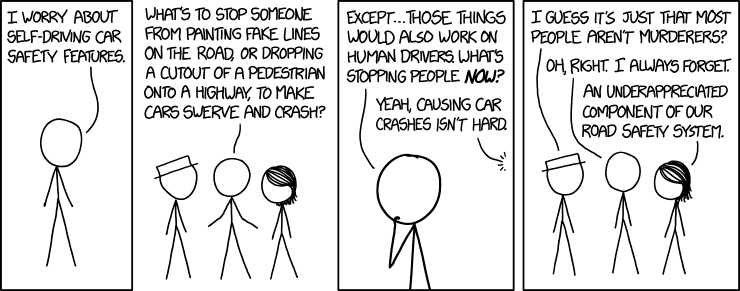 I WORRY ABOUT
SELF-DRIVING CAR
SAFETY FEATURES.
WHAT'S TO STOP SOMEONE
FROM PAINTING FAKE LINES
ON THE ROAD, OR DROPPING
A CUTOUT OF A PEDESTRIAN
ONTO A HIGHWAY, TO MAKE
CARS SWERVE AND CRASH?
EXCEPT...THOSE THINGS
WOULD ALSO WORK ON
HUMAN DRIVERS. WHAT'S
STOPPING PEOPLE NOW?
YEAH, CAUSING CAR
CRASHES ISN'T HARD.
I GUESS IT'S JUST THAT MOST
PEOPLE AREN'T MURDERERS?
OH, RIGHT. I ALWAYS FORGET.
AN UNDERAPPRECIATED
COMPONENT OF OUR
ROAD SAFETY SYSTEM.